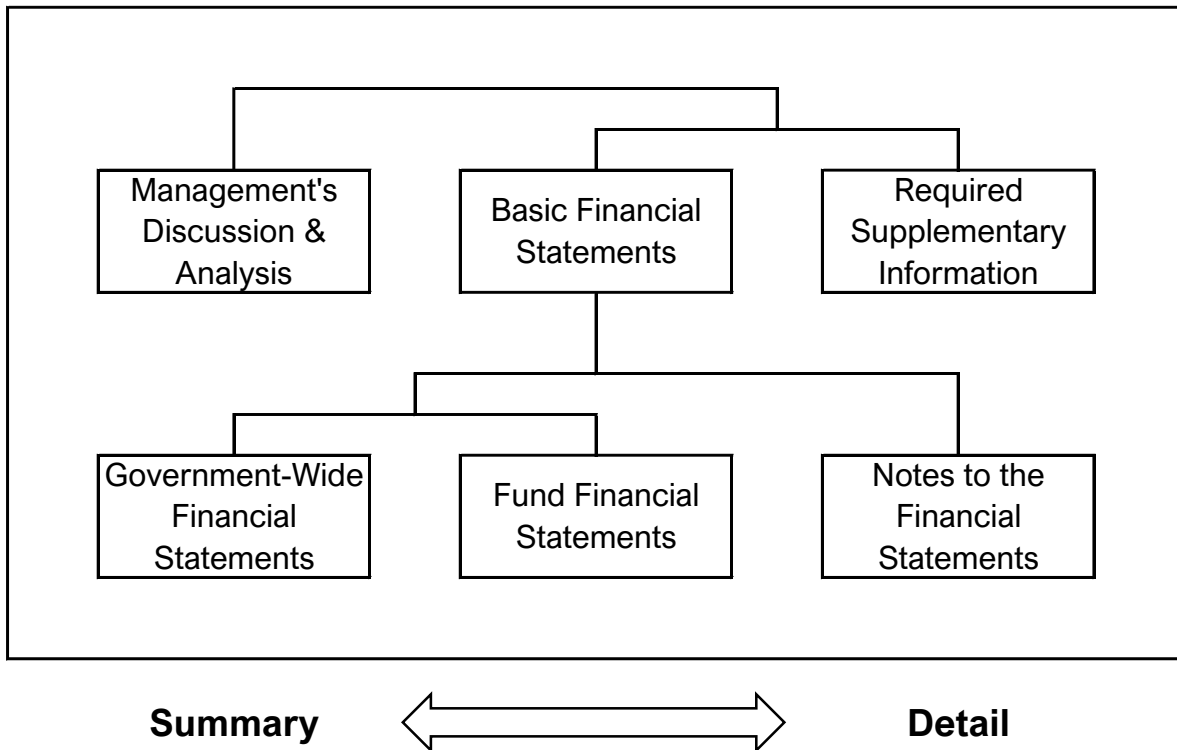 Management's
Discussion &
Analysis
Basic Financial
Statements
Required
Supplementary
Information
Government-Wide
Financial
Statements
Fund Financial
Statements
Notes to the
Financial
Statements
Summary
Detail